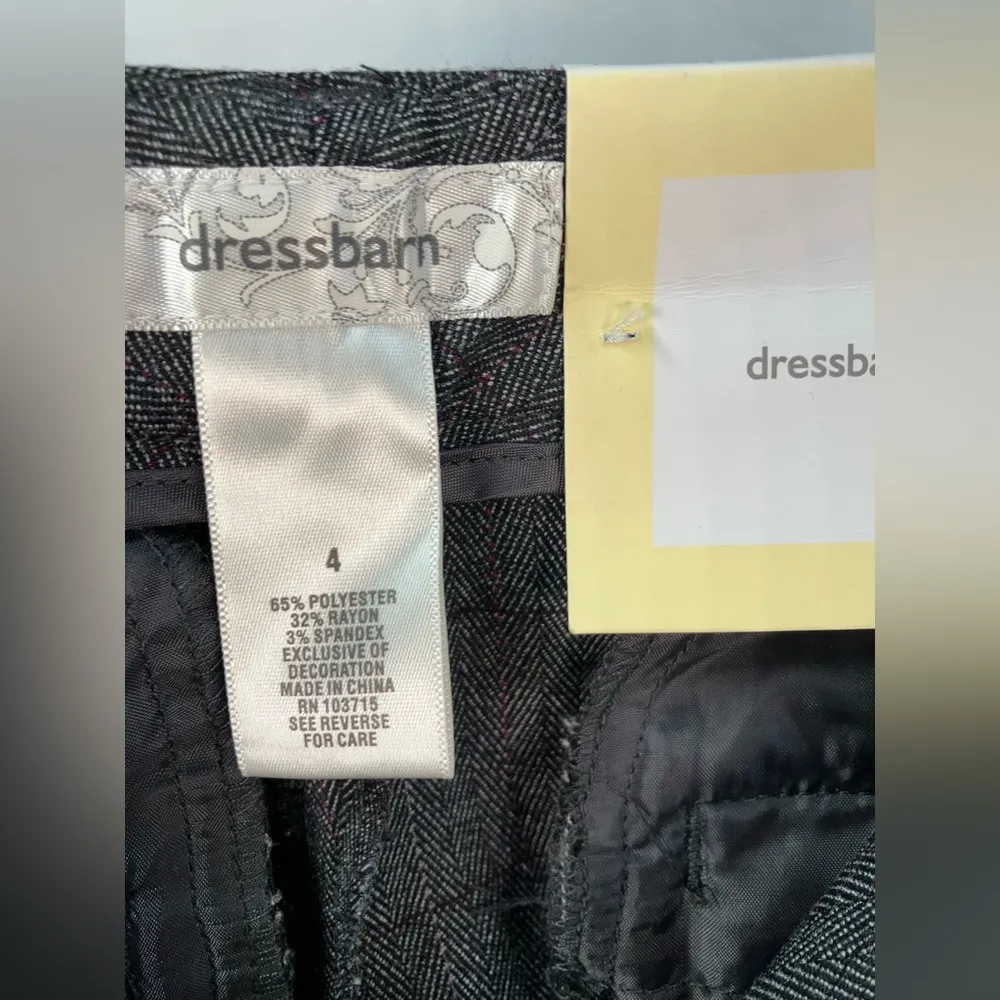 dressbarn
dressba
4
65% POLYESTER
32% RAYON
3% SPANDEX
EXCLUSIVE OF
DECORATION
MADE IN CHINA
RN 103715
SEE REVERSE
FOR CARE